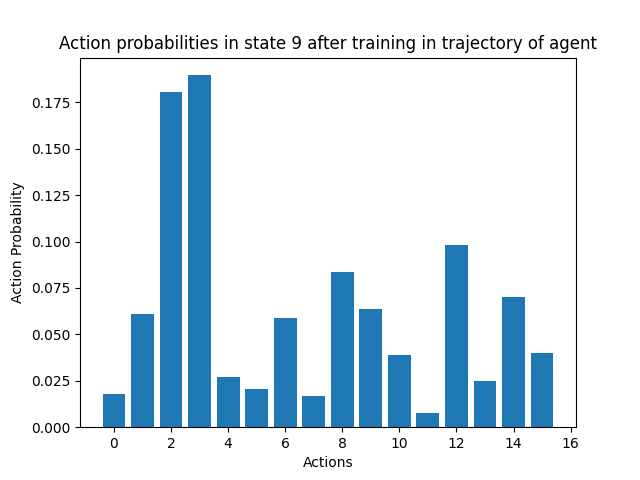 Action probabilities in state 9 after training in trajectory of agent
Action Probability
0.175
0.150
0.125
0.100
0.075
0.050
0.025
0.000
0 2 4 6 8 10 12 14 16
Actions